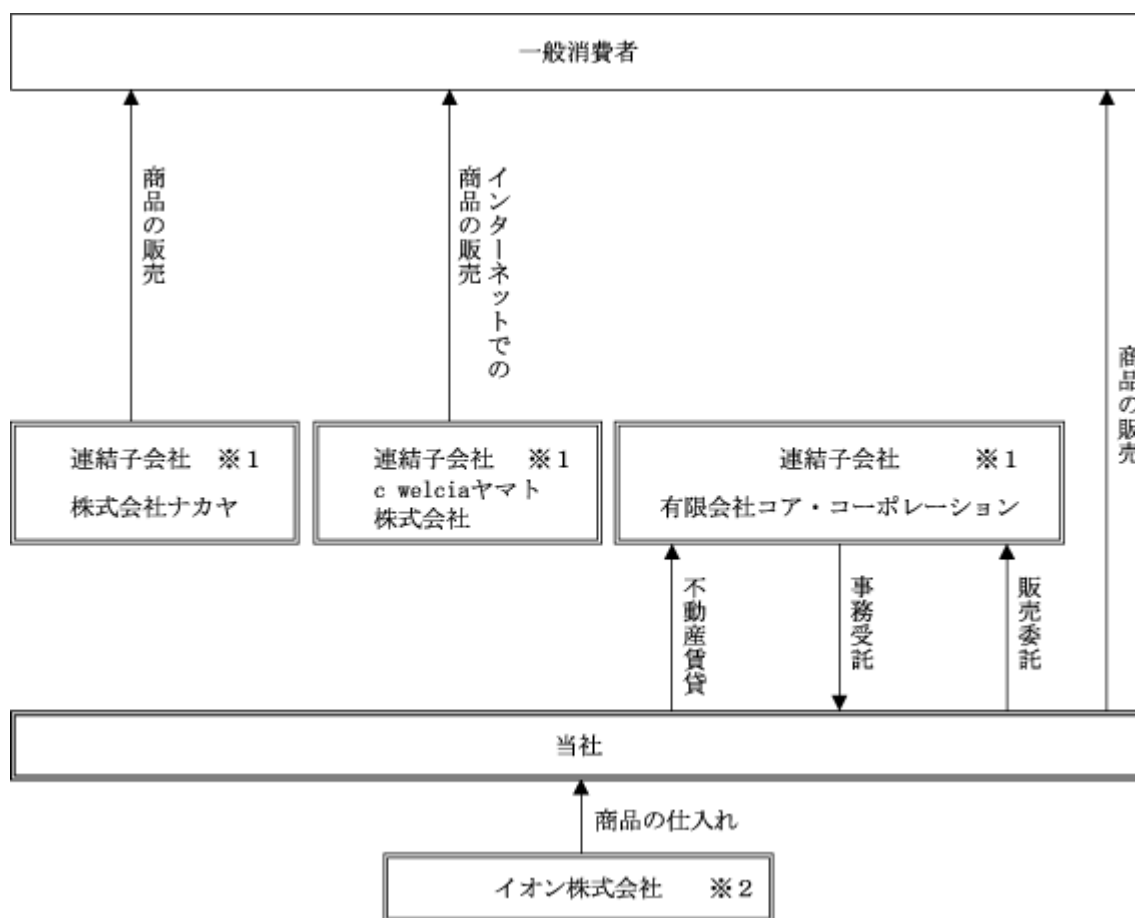 一般消費者
商品の販売
インターネットでの
商品の販売
商品の販売
連結子会社 ※1
株式会社ナカヤ
連結子会社 ※1
c welciaヤマト
株式会社
連結子会社 ※1
有限会社コア・コーポレーション
不動産賃貸
事務受託
販売委託
当社
商品の仕入れ
イオン株式会社 ※2